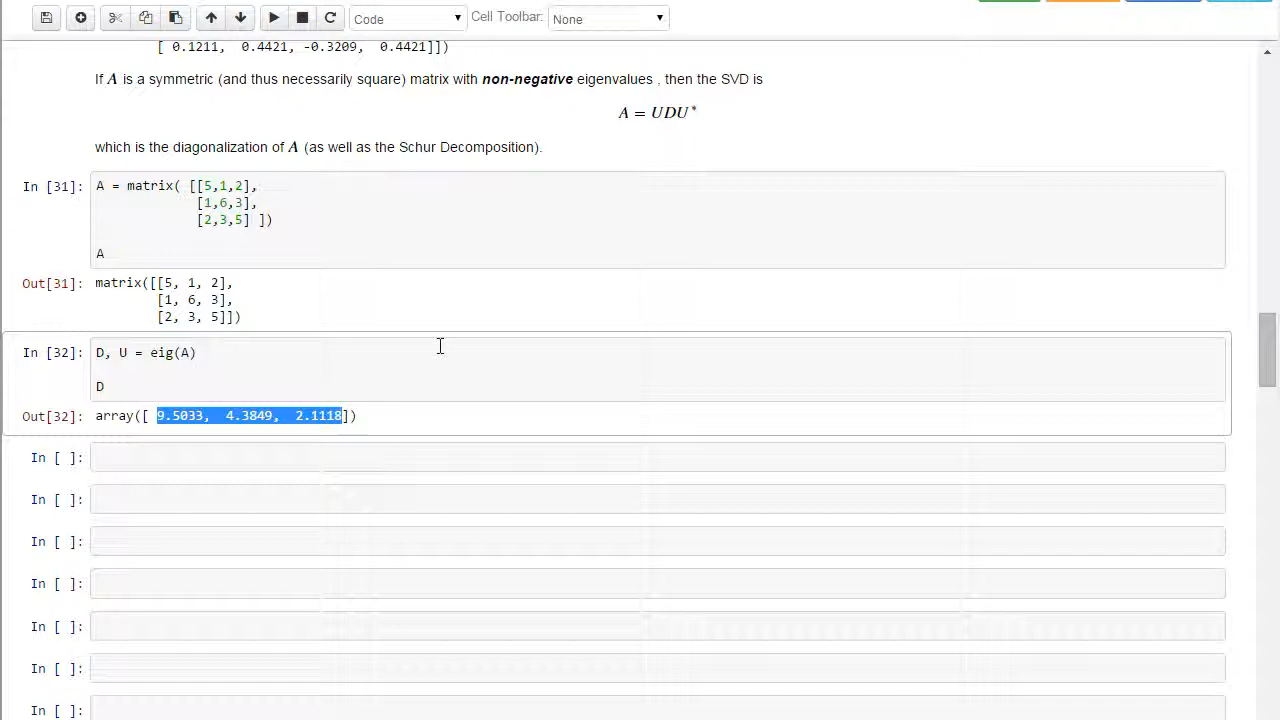 Code
Cell Toolbar:
None
[ 0.1211, 0.4421, -0.3209, 0.4421]])
If A is a symmetric (and thus necessarily square) matrix with non-negative eigenvalues , then the SVD is
A = UDU*
which is the diagonalization of A (as well as the Schur Decomposition).
In [31]: A = matrix( [[5,1,2],
[1,6,3],
[2,3,5] ])
A
Out[31]: matrix([[5, 1, 2],
[1, 6, 3],
[2, 3, 5]])
In [32]: D, U = eig(A)
D
Out[32]: array([ 9.5033, 4.3849, 2.1118])
In [ ]:
In [ ]:
In [ ]:
In [ ]:
In [ ]:
In [ ]:
In [ ]: